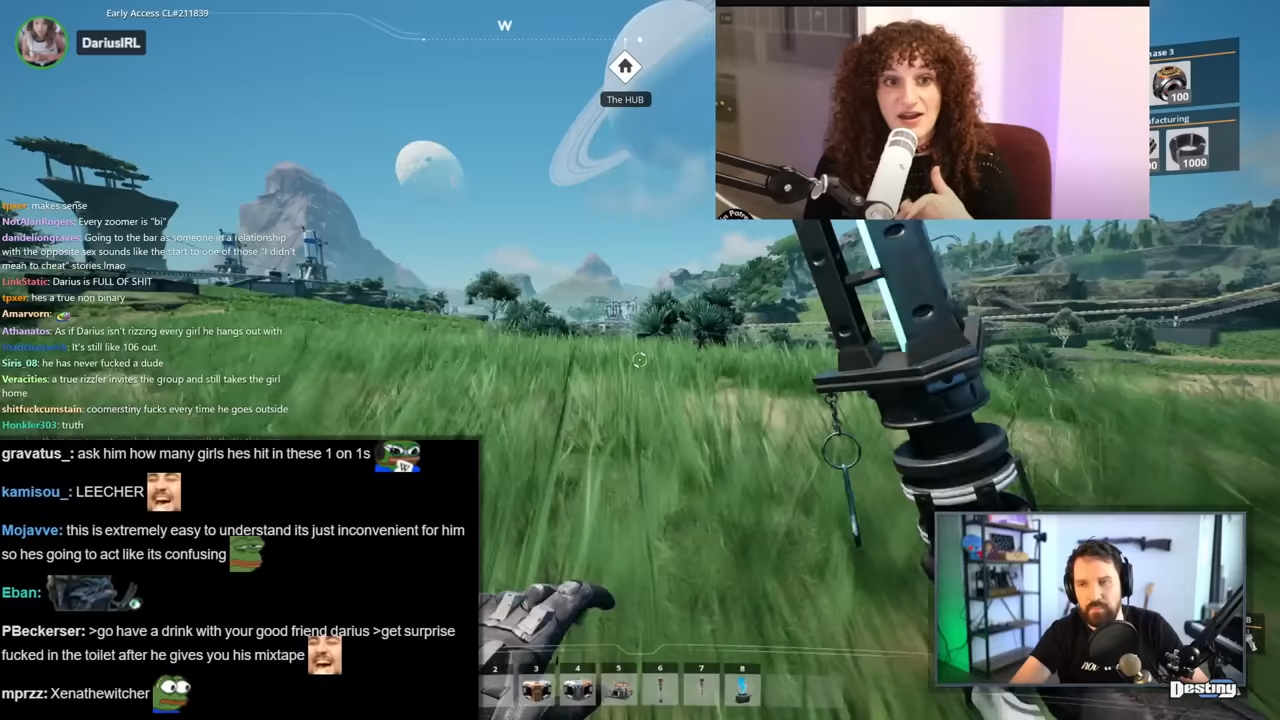 Early Access CL#211839
DariusIRL
W
The HUB
100
1000
tpxer: makes sense
NotAlanRogers: Every zoomer is "bi"
dandeliongraves: Going to the bar as someone in a relationship
with the opposite sex sounds like the start to one of those "I didn't
mean to cheat" stories lmao
LinkStatic: Darius is FULL OF SHIT
tpxer: hes a true non binary
Amarvorn:
Athanatos: As if Darius isn't rizzing every girl he hangs out with
: It's still like 106 out.
Siris_08: he has never fucked a dude
Veracities: a true rizzler invites the group and still takes the girl
home
shitfuckcumstain: coomerstiny fucks every time he goes outside
Honkler303: truth
gravatus_: ask him how many girls hes hit in these 1 on 1s
kamisou_: LEECHER
Mojavve: this is extremely easy to understand its just inconvenient for him
so hes going to act like its confusing
Eban:
PBeckerser: >go have a drink with your good friend darius >get surprise
fucked in the toilet after he gives you his mixtape
mprzz: Xenathewitcher
2 3 4 5 6 7 8
Destiny